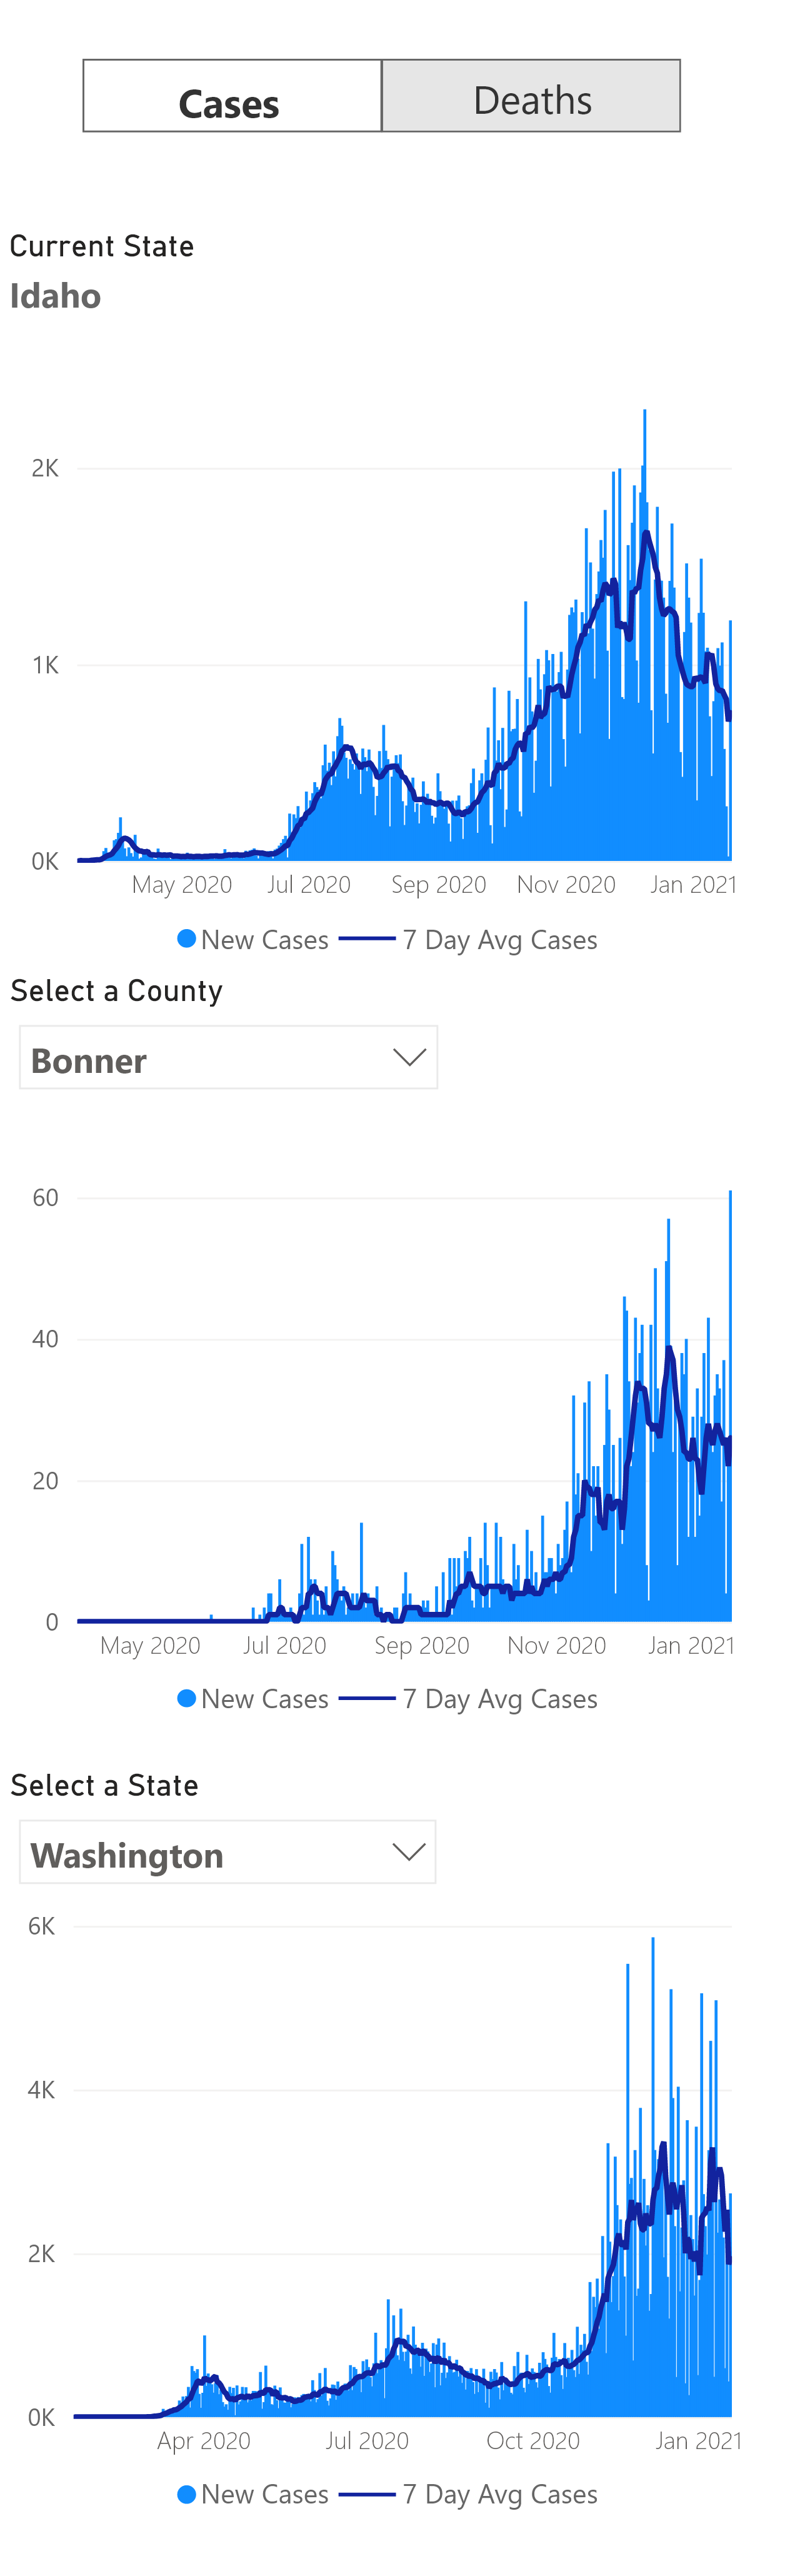 Cases Deaths
Current State
Idaho
2K
1K
0K
May 2020 Jul 2020 Sep 2020 Nov 2020 Jan 2021
New Cases 7 Day Avg Cases
Select a County
Bonner
60
40
20
0
May 2020 Jul 2020 Sep 2020 Nov 2020 Jan 2021
New Cases 7 Day Avg Cases
Select a State
Washington
6K
4K
2K
0K
Apr 2020 Jul 2020 Oct 2020 Jan 2021
New Cases 7 Day Avg Cases